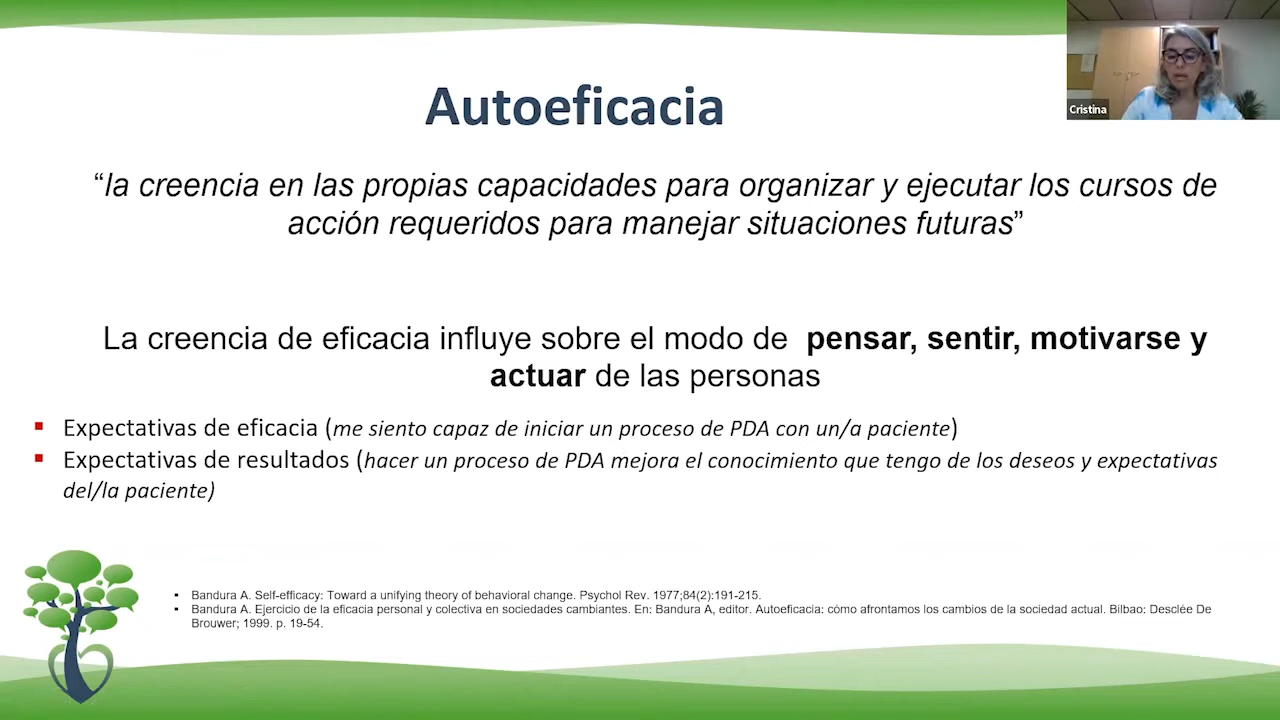 Autoeficacia
Cristina
“la creencia en las propias capacidades para organizar y ejecutar los cursos de
acción requeridos para manejar situaciones futuras”
La creencia de eficacia influye sobre el modo de pensar, sentir, motivarse y
actuar de las personas
▪ Expectativas de eficacia (me siento capaz de iniciar un proceso de PDA con un/a paciente)
▪ Expectativas de resultados (hacer un proceso de PDA mejora el conocimiento que tengo de los deseos y expectativas
del/la paciente)
▪ Bandura A. Self-efficacy: Toward a unifying theory of behavioral change. Psychol Rev. 1977;84(2):191-215.
▪ Bandura A. Ejercicio de la eficacia personal y colectiva en sociedades cambiantes. En: Bandura A, editor. Autoeficacia: cómo afrontamos los cambios de la sociedad actual. Bilbao: Desclée De
Brouwer; 1999. p. 19-54.